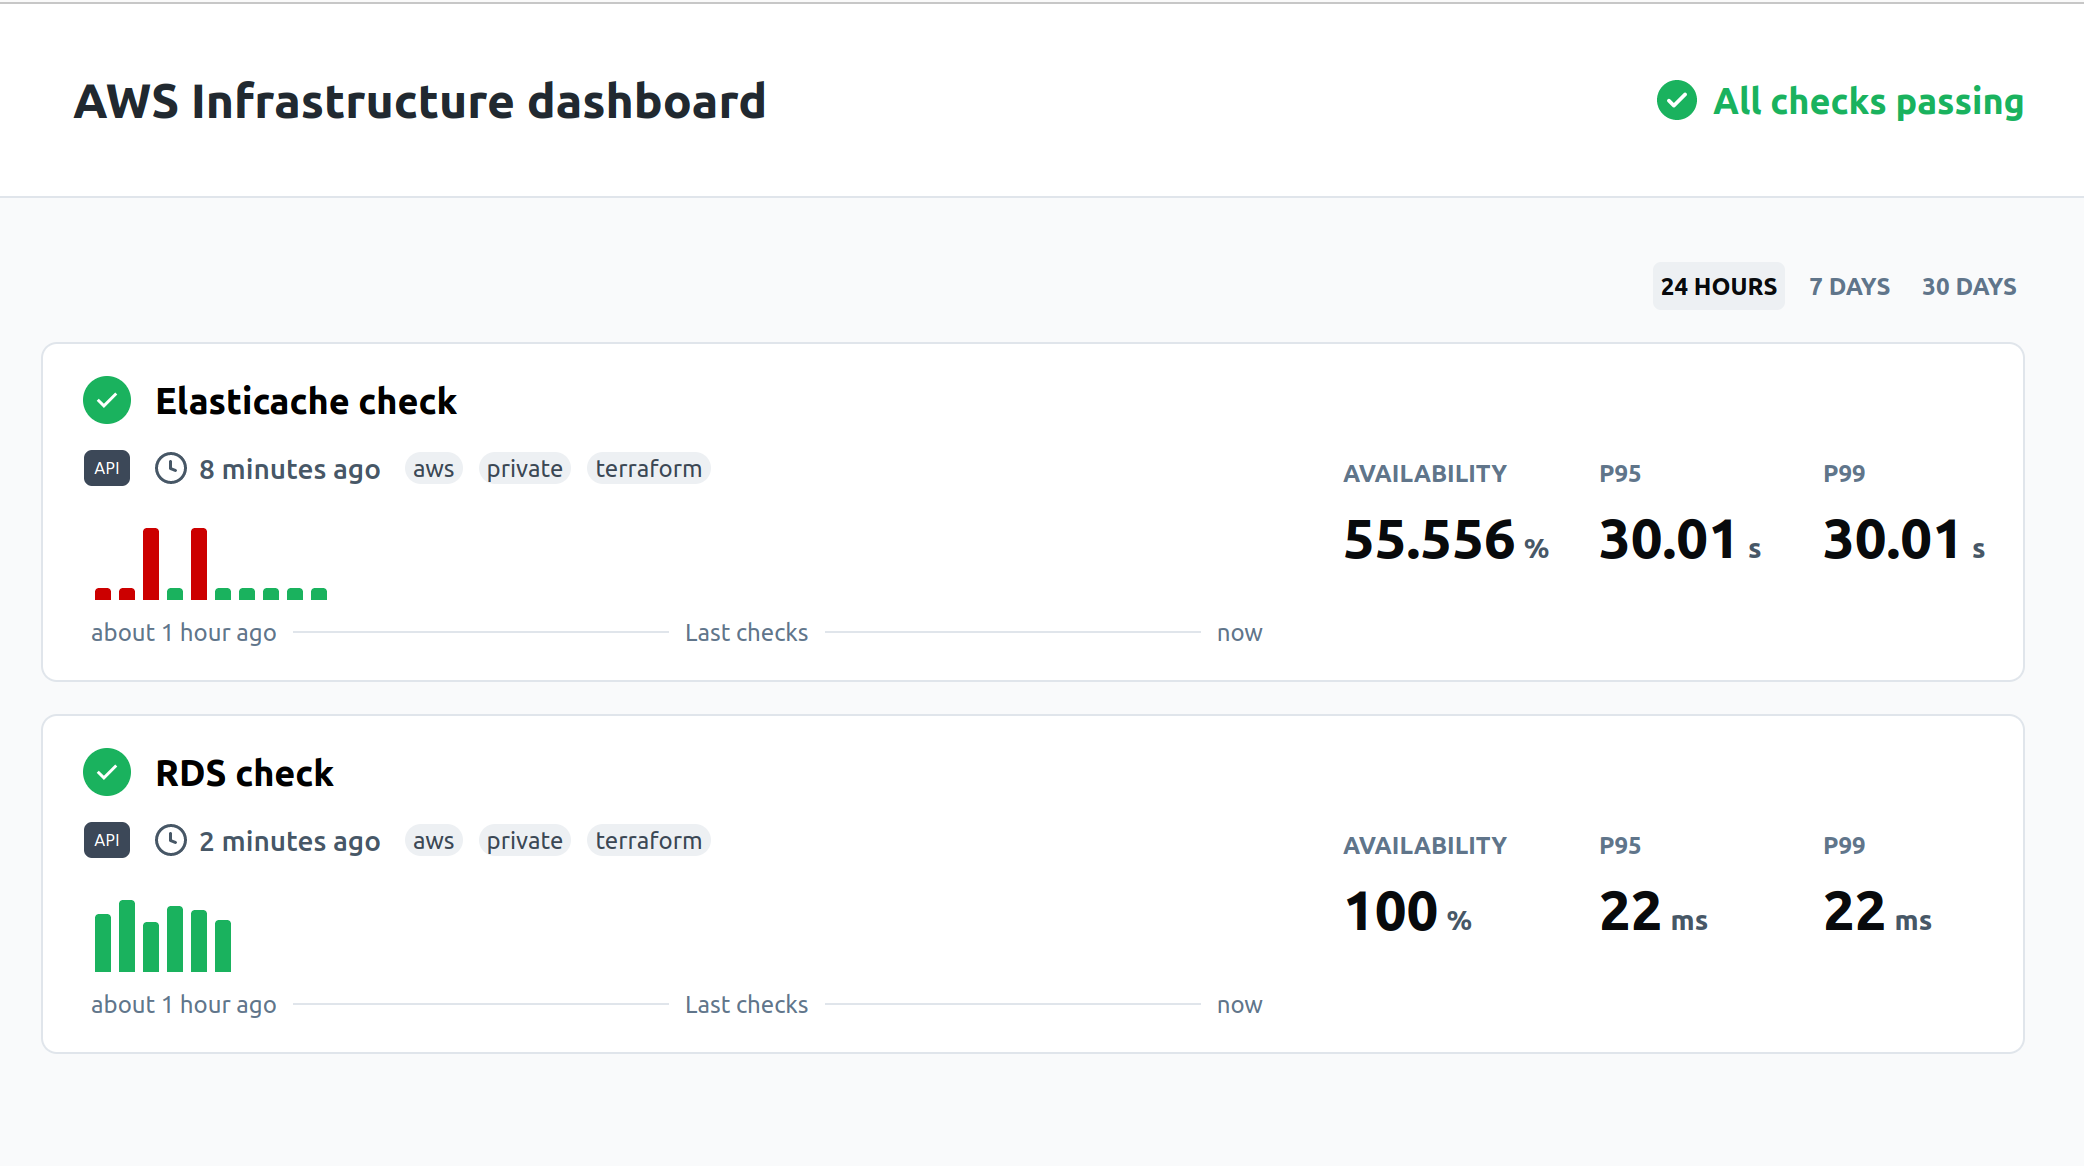 AWS Infrastructure dashboard
All checks passing
24 HOURS 7 DAYS 30 DAYS
Elasticache check
API 8 minutes ago aws private terraform
AVAILABILITY P95 P99
55.556 % 30.01 s 30.01 s
about 1 hour ago Last checks now
RDS check
API 2 minutes ago aws private terraform
AVAILABILITY P95 P99
100 % 22 ms 22 ms
about 1 hour ago Last checks now